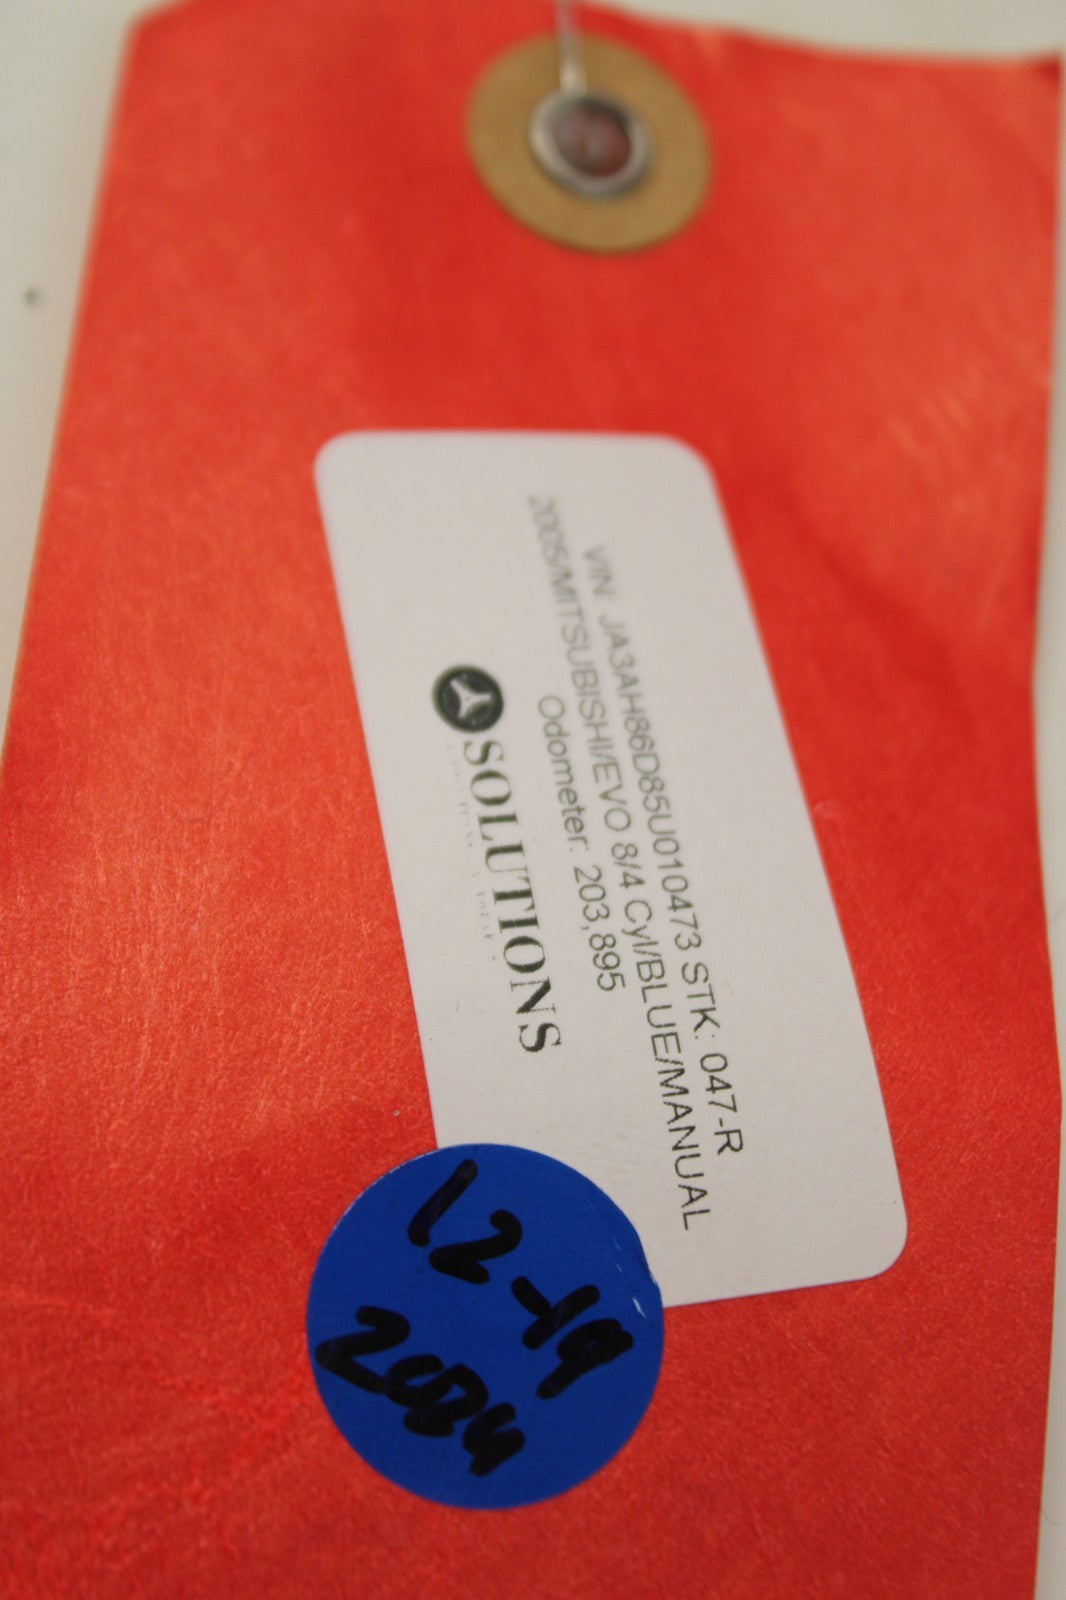 VIN: JA3AH86D85U010473 STK: 047-R
2005/MITSUBISHI/EVO 8/4 Cyl/BLUE/MANUAL
Odometer: 203,895
SOLUTIONS
12-19
2024